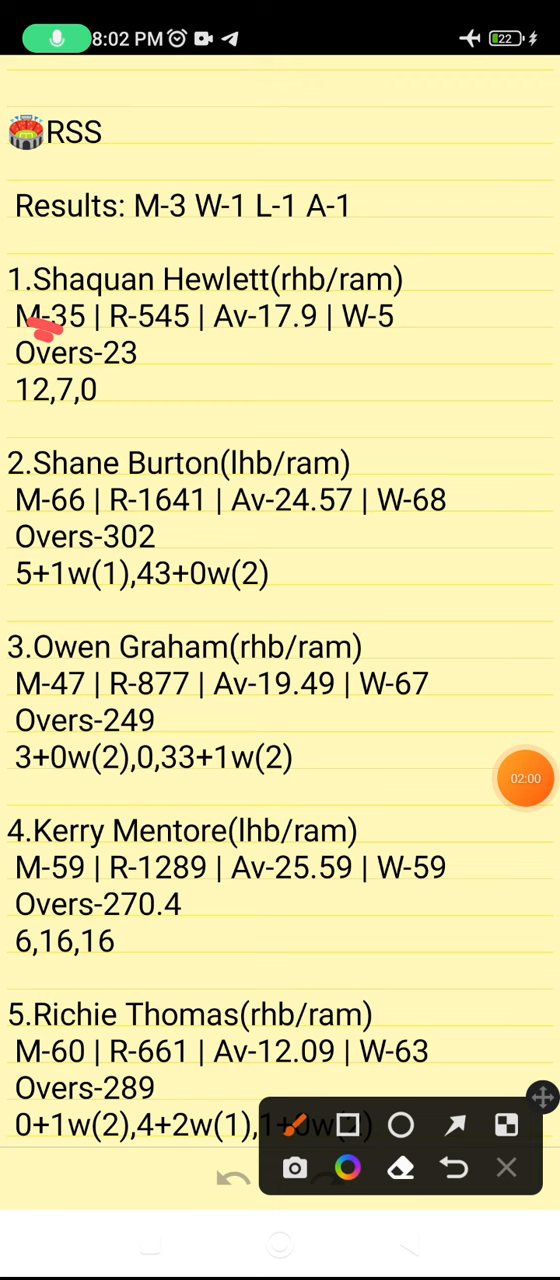 8:02 PM
22
RSS
Results: M-3 W-1 L-1 A-1
1.Shaquan Hewlett(rhb/ram)
M-35 | R-545 | Av-17.9 | W-5
Overs-23
12,7,0
2.Shane Burton(lhb/ram)
M-66 | R-1641 | Av-24.57 | W-68
Overs-302
5+1w(1),43+0w(2)
3.Owen Graham(rhb/ram)
M-47 | R-877 | Av-19.49 | W-67
Overs-249
3+0w(2),0,33+1w(2)
02:00
4.Kerry Mentore(lhb/ram)
M-59 | R-1289 | Av-25.59 | W-59
Overs-270.4
6,16,16
5.Richie Thomas(rhb/ram)
M-60 | R-661 | Av-12.09 | W-63
Overs-289
0+1w(2),4+2w(1),1+0w(2)